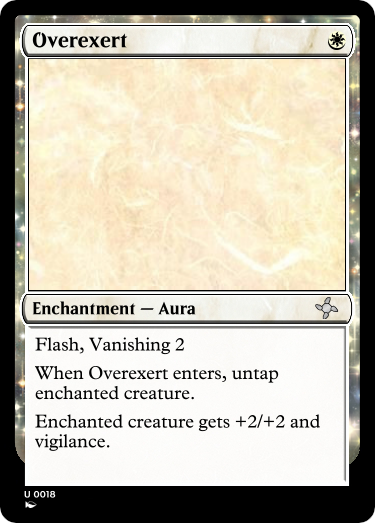 Overexert
Enchantment — Aura
Flash, Vanishing 2
When Overexert enters, untap
enchanted creature.
Enchanted creature gets +2/+2 and
vigilance.
U 0018